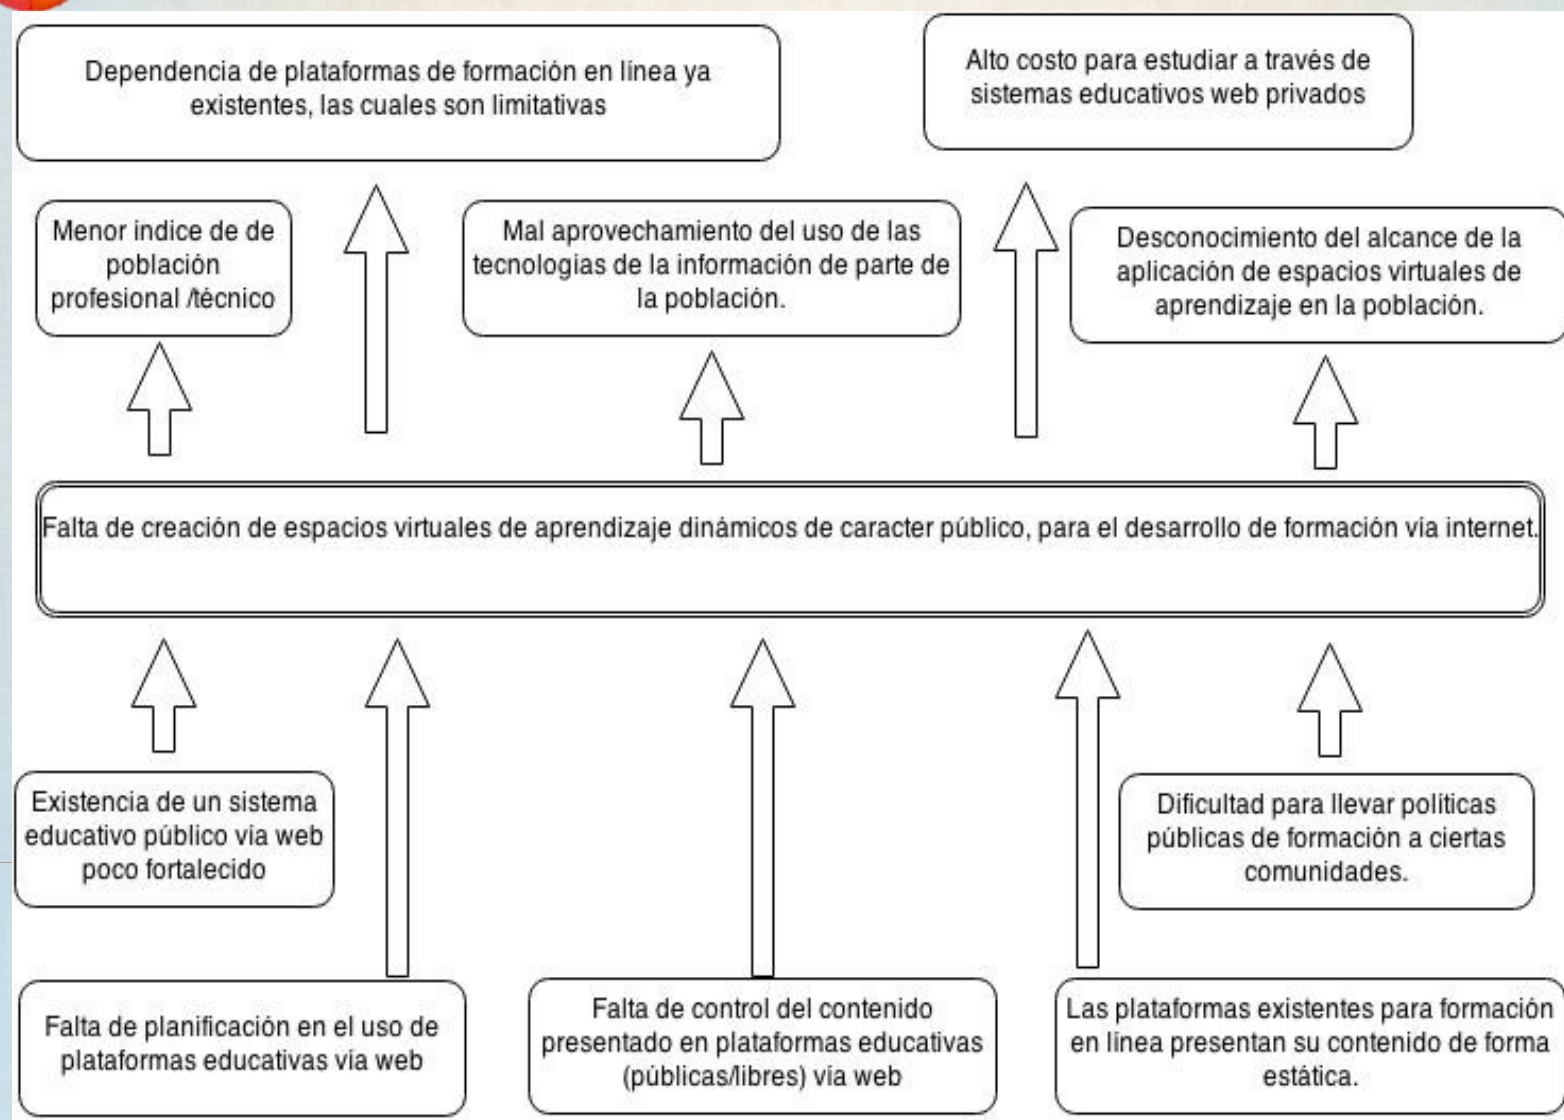 Dependencia de plataformas de formación en línea ya
existentes, las cuales son limitativas
Alto costo para estudiar a través de
sistemas educativos web privados
Menor índice de de
población
profesional /técnico
Mal aprovechamiento del uso de las
tecnologías de la información de parte de
la población.
Desconocimiento del alcance de la
aplicación de espacios virtuales de
aprendizaje en la población.
Falta de creación de espacios virtuales de aprendizaje dinámicos de caracter público, para el desarrollo de formación vía internet.
Existencia de un sistema
educativo público vía web
poco fortalecido
Dificultad para llevar políticas
públicas de formación a ciertas
comunidades.
Falta de planificación en el uso de
plataformas educativas vía web
Falta de control del contenido
presentado en plataformas educativas
(públicas/libres) vía web
Las plataformas existentes para formación
en línea presentan su contenido de forma
estática.